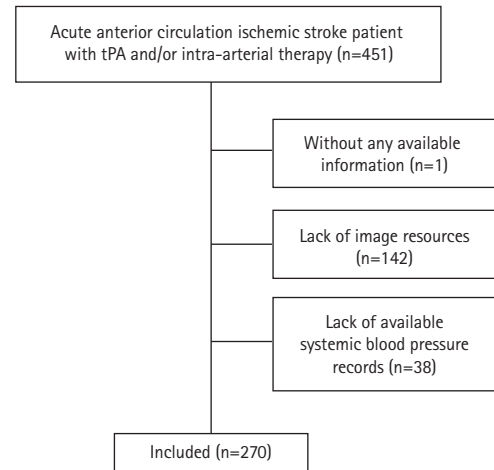 Acute anterior circulation ischemic stroke patient
with tPA and/or intra-arterial therapy (n=451)
Without any available
information (n=1)
Lack of image resources
(n=142)
Lack of available
systemic blood pressure
records (n=38)
Included (n=270)